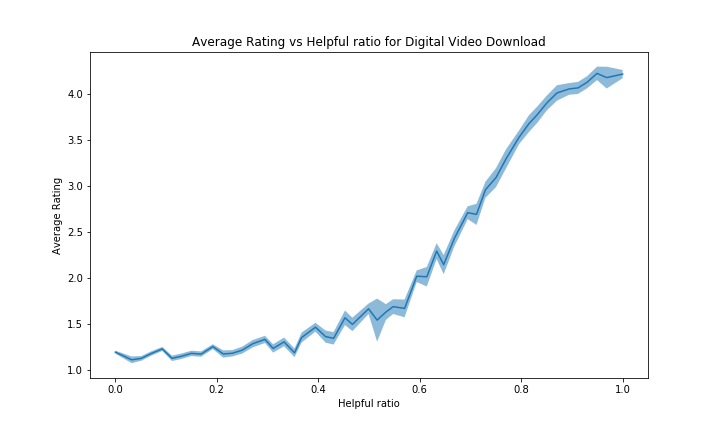 Average Rating vs Helpful ratio for Digital Video Download
4.0
3.5
3.0
2.5
2.0
1.5
1.0
Average Rating
0.0 0.2 0.4 0.6 0.8 1.0
Helpful ratio